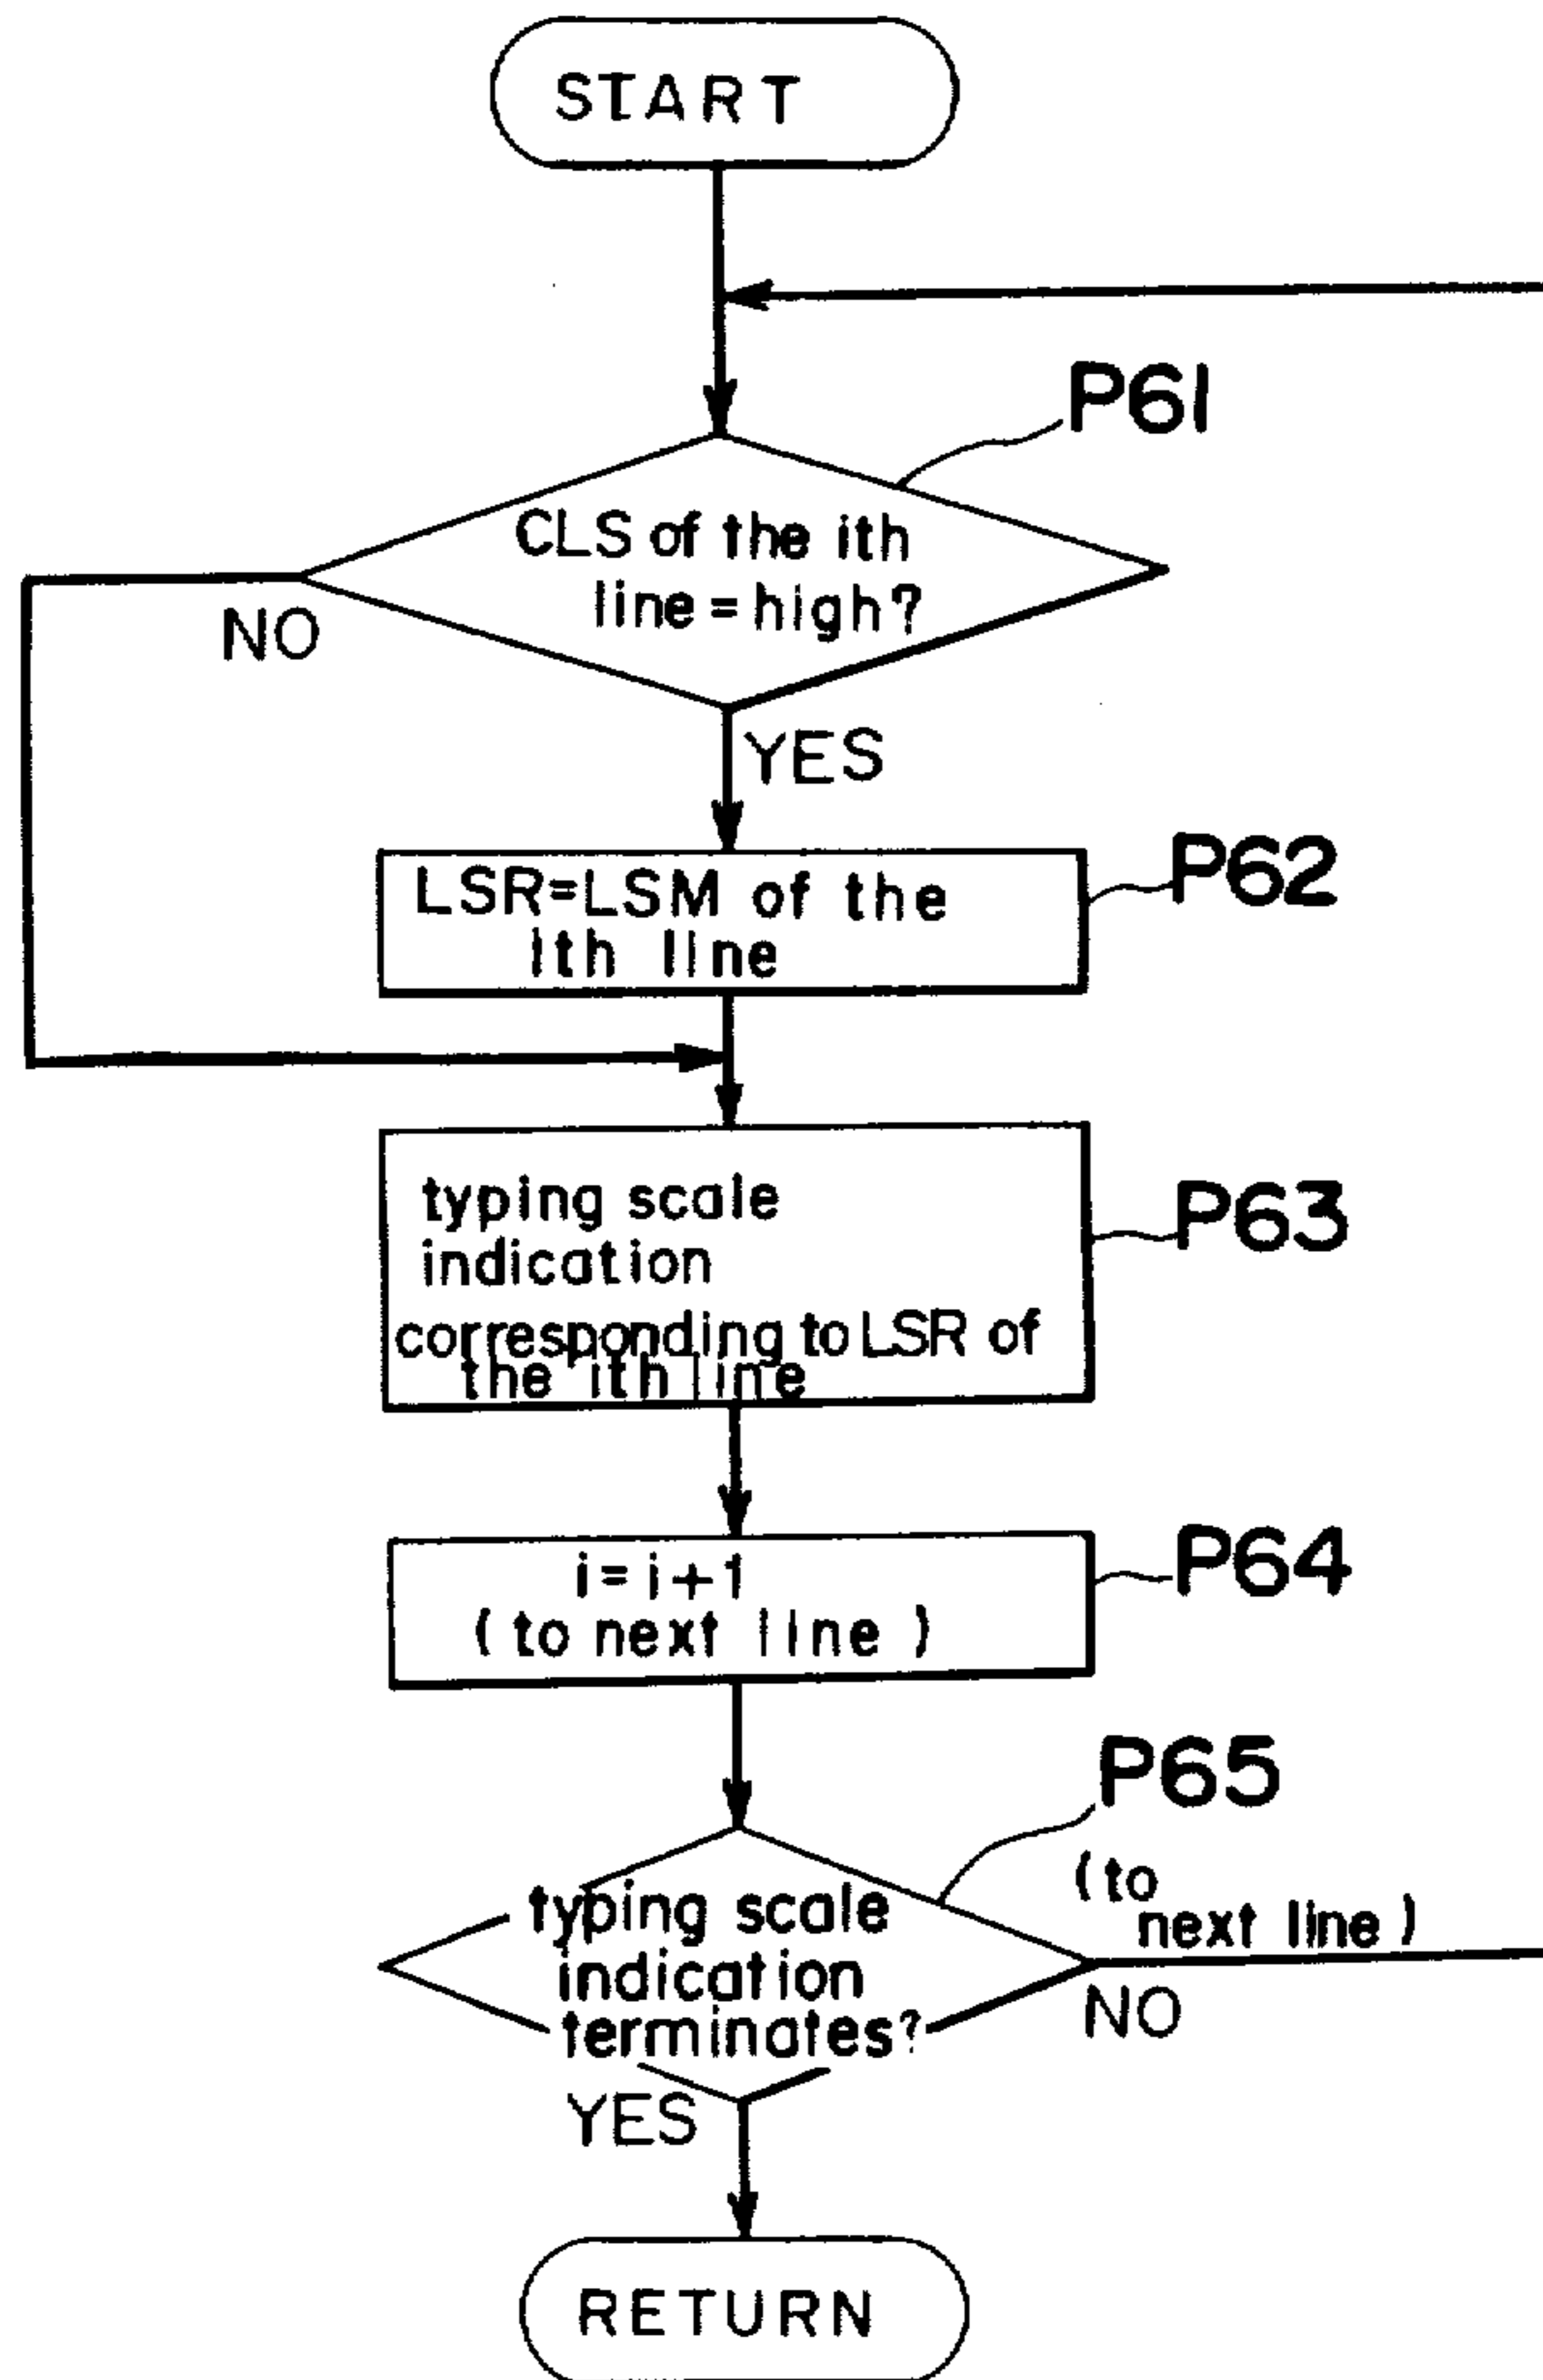 START
P61
CLS of the ith
line=high?
NO
YES
LSR=LSM of the
ith line
P62
typing scale
indication
corresponding to LSR of
the ith line
P63
i=i+1
(to next line)
P64
P65
(to
next line)
typing scale
indication
terminates?
NO
YES
RETURN